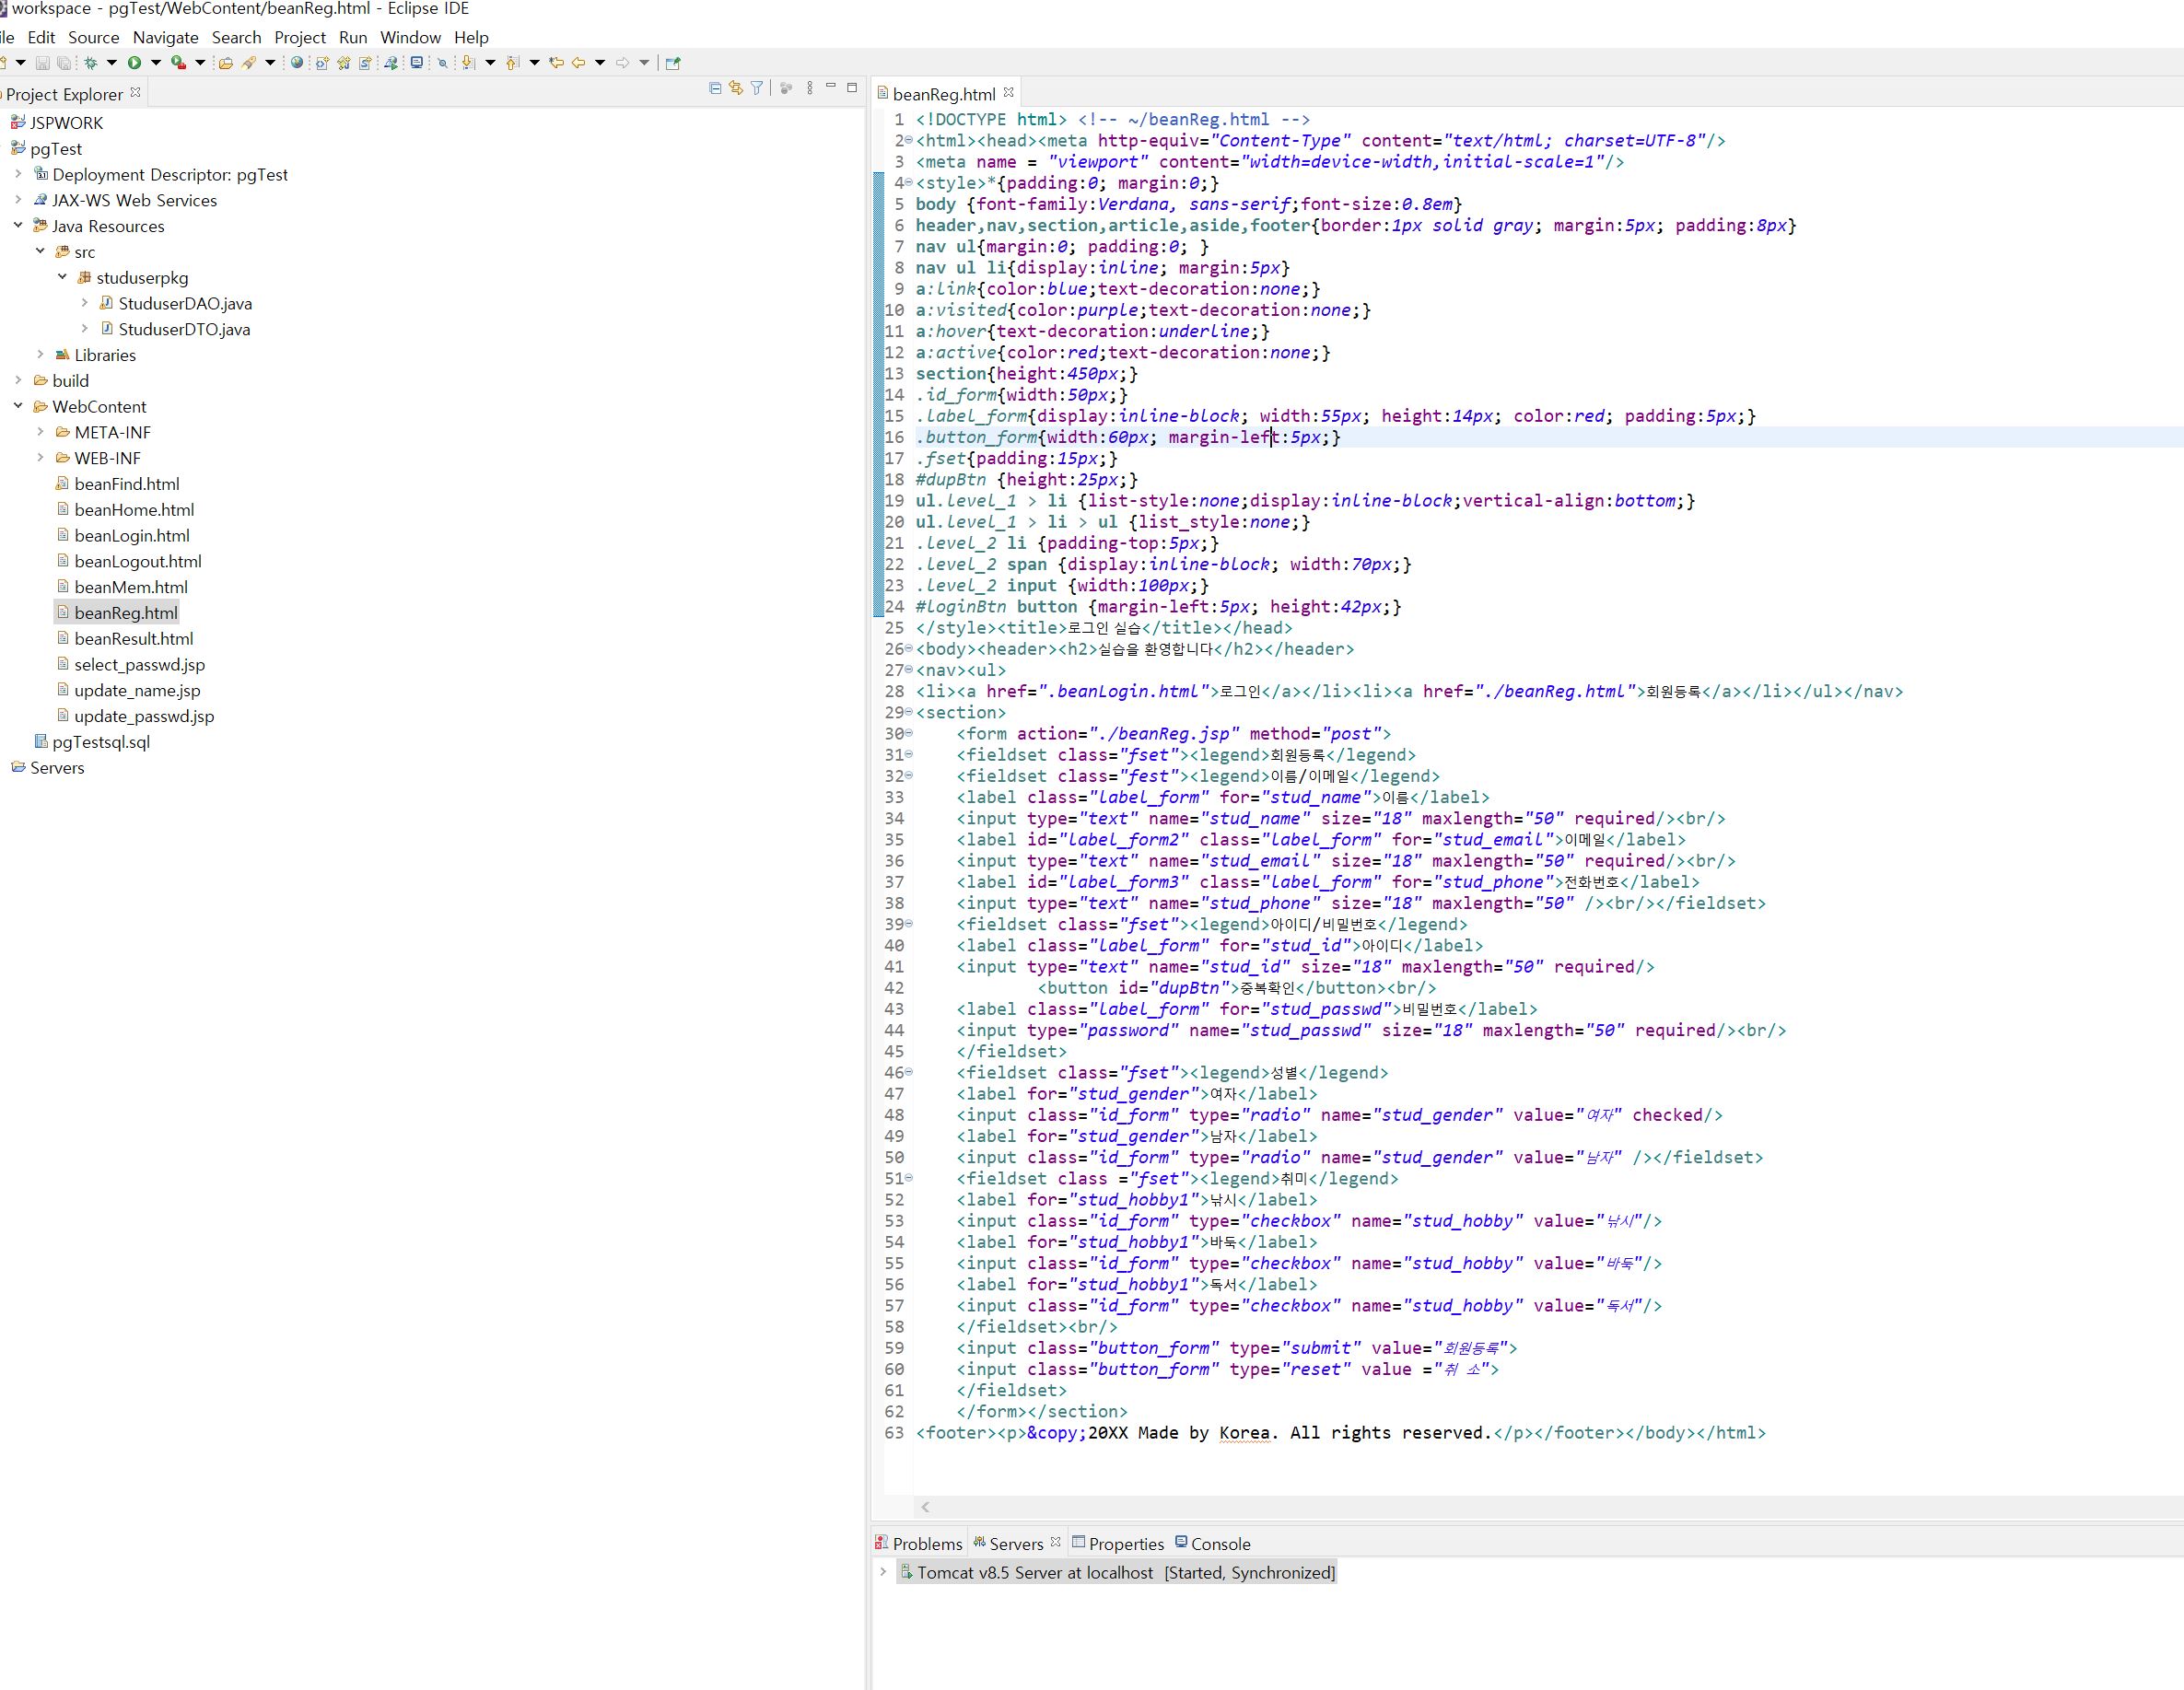 workspace - pgTest/WebContent/beanReg.html - Eclipse IDE
ile Edit Source Navigate Search Project Run Window Help
Project Explorer
JSPWORK
pgTest
Deployment Descriptor: pgTest
JAX-WS Web Services
Java Resources
src
studuserpkg
StuduserDAO.java
StuduserDTO.java
Libraries
build
WebContent
META-INF
WEB-INF
beanFind.html
beanHome.html
beanLogin.html
beanLogout.html
beanMem.html
beanReg.html
beanResult.html
select_passwd.jsp
update_name.jsp
update_passwd.jsp
pgTestsql.sql
Servers
beanReg.html
1 <!DOCTYPE html> <!-- ~/beanReg.html -->
2 <html><head><meta http-equiv="Content-Type" content="text/html; charset=UTF-8"/>
3 <meta name = "viewport" content="width=device-width,initial-scale=1"/>
4 <style>*{padding:0; margin:0;}
5 body {font-family:Verdana, sans-serif;font-size:0.8em}
6 header,nav,section,article,aside,footer{border:1px solid gray; margin:5px; padding:8px}
7 nav ul{margin:0; padding:0; }
8 nav ul li{display:inline; margin:5px}
9 a:link{color:blue;text-decoration:none;}
10 a:visited{color:purple;text-decoration:none;}
11 a:hover{text-decoration:underline;}
12 a:active{color:red;text-decoration:none;}
13 section{height:450px;}
14 .id_form{width:50px;}
15 .label_form{display:inline-block; width:55px; height:14px; color:red; padding:5px;}
16 .button_form{width:60px; margin-left:5px;}
17 .fset{padding:15px;}
18 #dupBtn {height:25px;}
19 ul.level_1 > li {list-style:none;display:inline-block;vertical-align:bottom;}
20 ul.level_1 > li > ul {list_style:none;}
21 .level_2 li {padding-top:5px;}
22 .level_2 span {display:inline-block; width:70px;}
23 .level_2 input {width:100px;}
24 #loginBtn button {margin-left:5px; height:42px;}
25 </style><title>로그인 실습</title></head>
26 <body><header><h2>실습을 환영합니다</h2></header>
27 <nav><ul>
28 <li><a href=".beanLogin.html">로그인</a></li><li><a href="./beanReg.html">회원등록</a></li></ul></nav>
29 <section>
30 <form action="./beanReg.jsp" method="post">
31 <fieldset class="fset"><legend>회원등록</legend>
32 <fieldset class="fest"><legend>이름/이메일</legend>
33 <label class="label_form" for="stud_name">이름</label>
34 <input type="text" name="stud_name" size="18" maxlength="50" required/><br/>
35 <label id="label_form2" class="label_form" for="stud_email">이메일</label>
36 <input type="text" name="stud_email" size="18" maxlength="50" required/><br/>
37 <label id="label_form3" class="label_form" for="stud_phone">전화번호</label>
38 <input type="text" name="stud_phone" size="18" maxlength="50" /><br/></fieldset>
39 <fieldset class="fset"><legend>아이디/비밀번호</legend>
40 <label class="label_form" for="stud_id">아이디</label>
41 <input type="text" name="stud_id" size="18" maxlength="50" required/>
42 <button id="dupBtn">중복확인</button><br/>
43 <label class="label_form" for="stud_passwd">비밀번호</label>
44 <input type="password" name="stud_passwd" size="18" maxlength="50" required/><br/>
45 </fieldset>
46 <fieldset class="fset"><legend>성별</legend>
47 <label for="stud_gender">여자</label>
48 <input class="id_form" type="radio" name="stud_gender" value="여자" checked/>
49 <label for="stud_gender">남자</label>
50 <input class="id_form" type="radio" name="stud_gender" value="남자" /></fieldset>
51 <fieldset class ="fset"><legend>취미</legend>
52 <label for="stud_hobby1">낚시</label>
53 <input class="id_form" type="checkbox" name="stud_hobby" value="낚시"/>
54 <label for="stud_hobby1">바둑</label>
55 <input class="id_form" type="checkbox" name="stud_hobby" value="바둑"/>
56 <label for="stud_hobby1">독서</label>
57 <input class="id_form" type="checkbox" name="stud_hobby" value="독서"/>
58 </fieldset><br/>
59 <input class="button_form" type="submit" value="회원등록">
60 <input class="button_form" type="reset" value ="취 소">
61 </fieldset>
62 </form></section>
63 <footer><p>&copy;20XX Made by Korea. All rights reserved.</p></footer></body></html>
Problems Servers Properties Console
Tomcat v8.5 Server at localhost [Started, Synchronized]